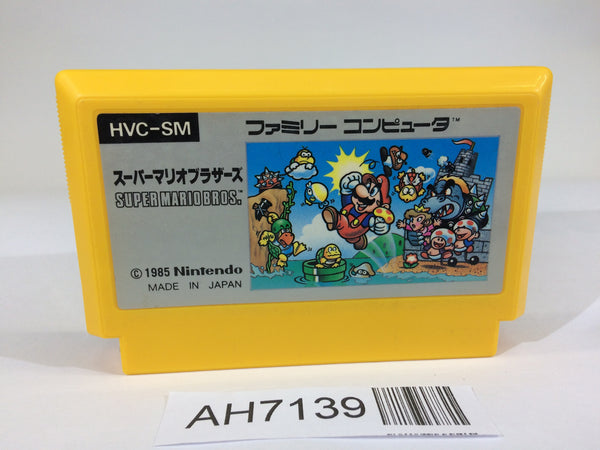 HVC-SM
ファミリー コンピュータ™
スーパーマリオブラザーズ
SUPER MARIO BROS.
© 1985 Nintendo
MADE IN JAPAN
AH7139